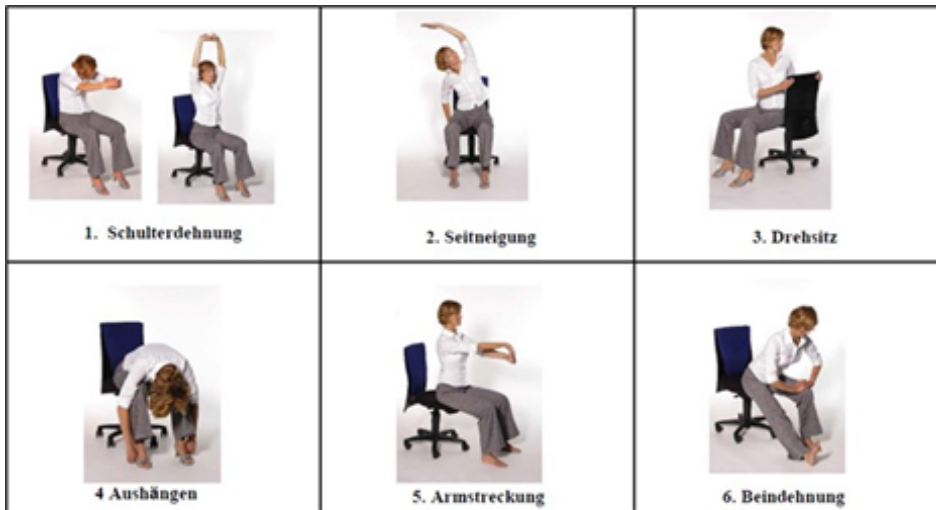 1. Schulterdehnung
2. Seitneigung
3. Drehsitz
4 Aushängen
5. Armstreckung
6. Beindehnung